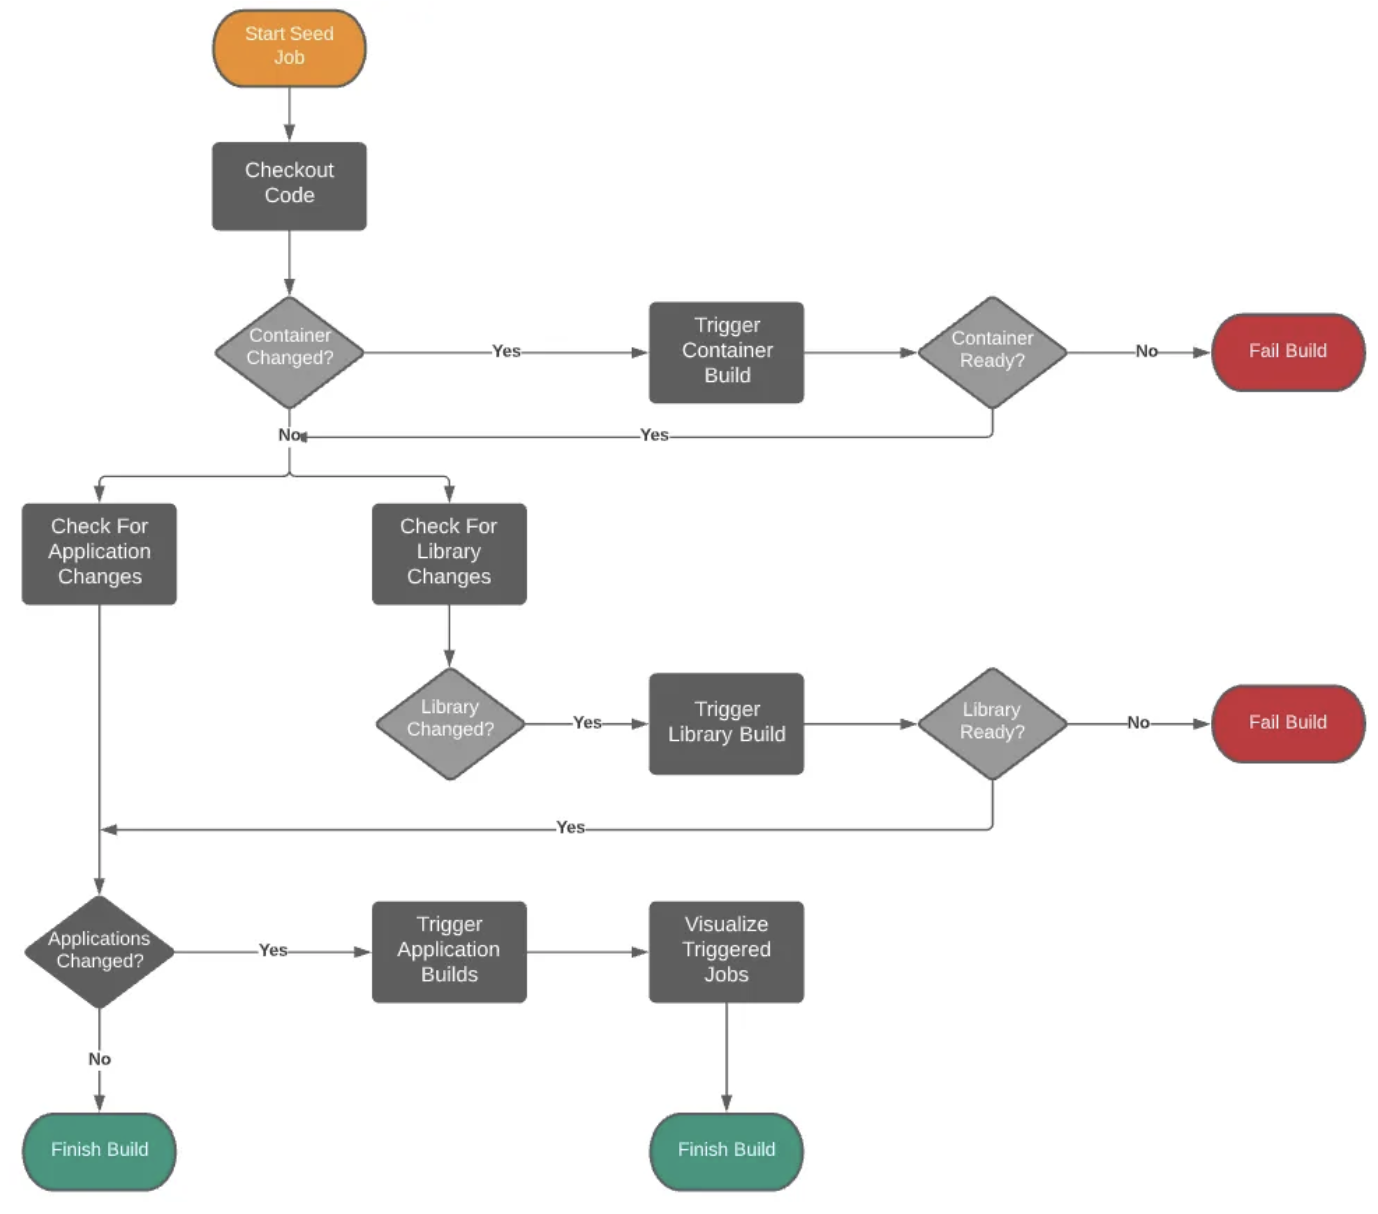 Start Seed
Job
Checkout
Code
Container
Changed?
Yes
Trigger
Container
Build
Container
Ready?
No
Fail Build
No
Yes
Check For
Application
Changes
Check For
Library
Changes
Library
Changed?
Yes
Trigger
Library Build
Library
Ready?
No
Fail Build
Yes
Applications
Changed?
Yes
Trigger
Application
Builds
Visualize
Triggered
Jobs
No
Finish Build
Finish Build